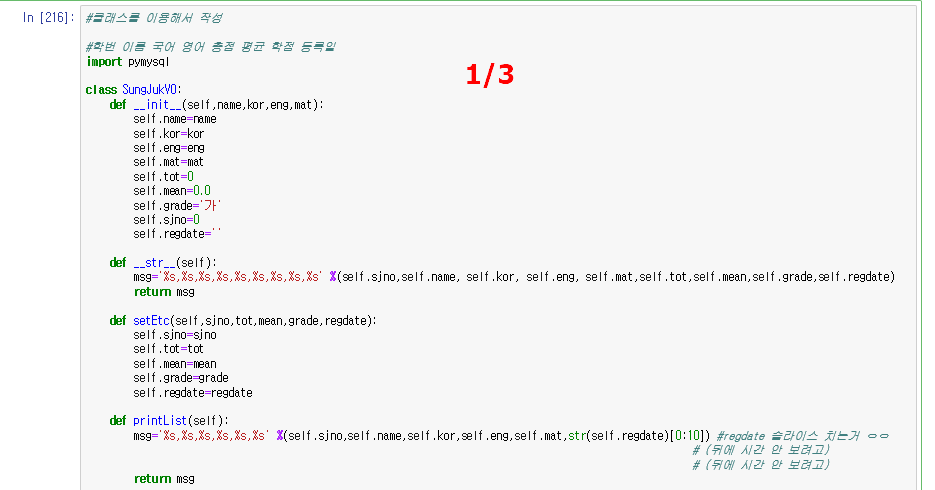 In [216]: #클래스를 이용해서 작성
#학번 이름 국어 영어 총점 평균 학점 등록일
import pymysql
1/3
class SungJukVO:
    def __init__(self,name,kor,eng,mat):
        self.name=name
        self.kor=kor
        self.eng=eng
        self.mat=mat
        self.tot=0
        self.mean=0.0
        self.grade='가'
        self.sjno=0
        self.regdate=''
    def __str__(self):
        msg='%s,%s,%s,%s,%s,%s,%s,%s,%s' %(self.sjno,self.name, self.kor, self.eng, self.mat,self.tot,self.mean,self.grade,self.regdate)
        return msg
    def setEtc(self,sjno,tot,mean,grade,regdate):
        self.sjno=sjno
        self.tot=tot
        self.mean=mean
        self.grade=grade
        self.regdate=regdate
    def printList(self):
        msg='%s,%s,%s,%s,%s,%s' %(self.sjno,self.name,self.kor,self.eng,self.mat,str(self.regdate)[0:10]) #regdate 슬라이스 치는거 ㅇㅇ
# (뒤에 시간 안 보려고)
# (뒤에 시간 안 보려고)
        return msg